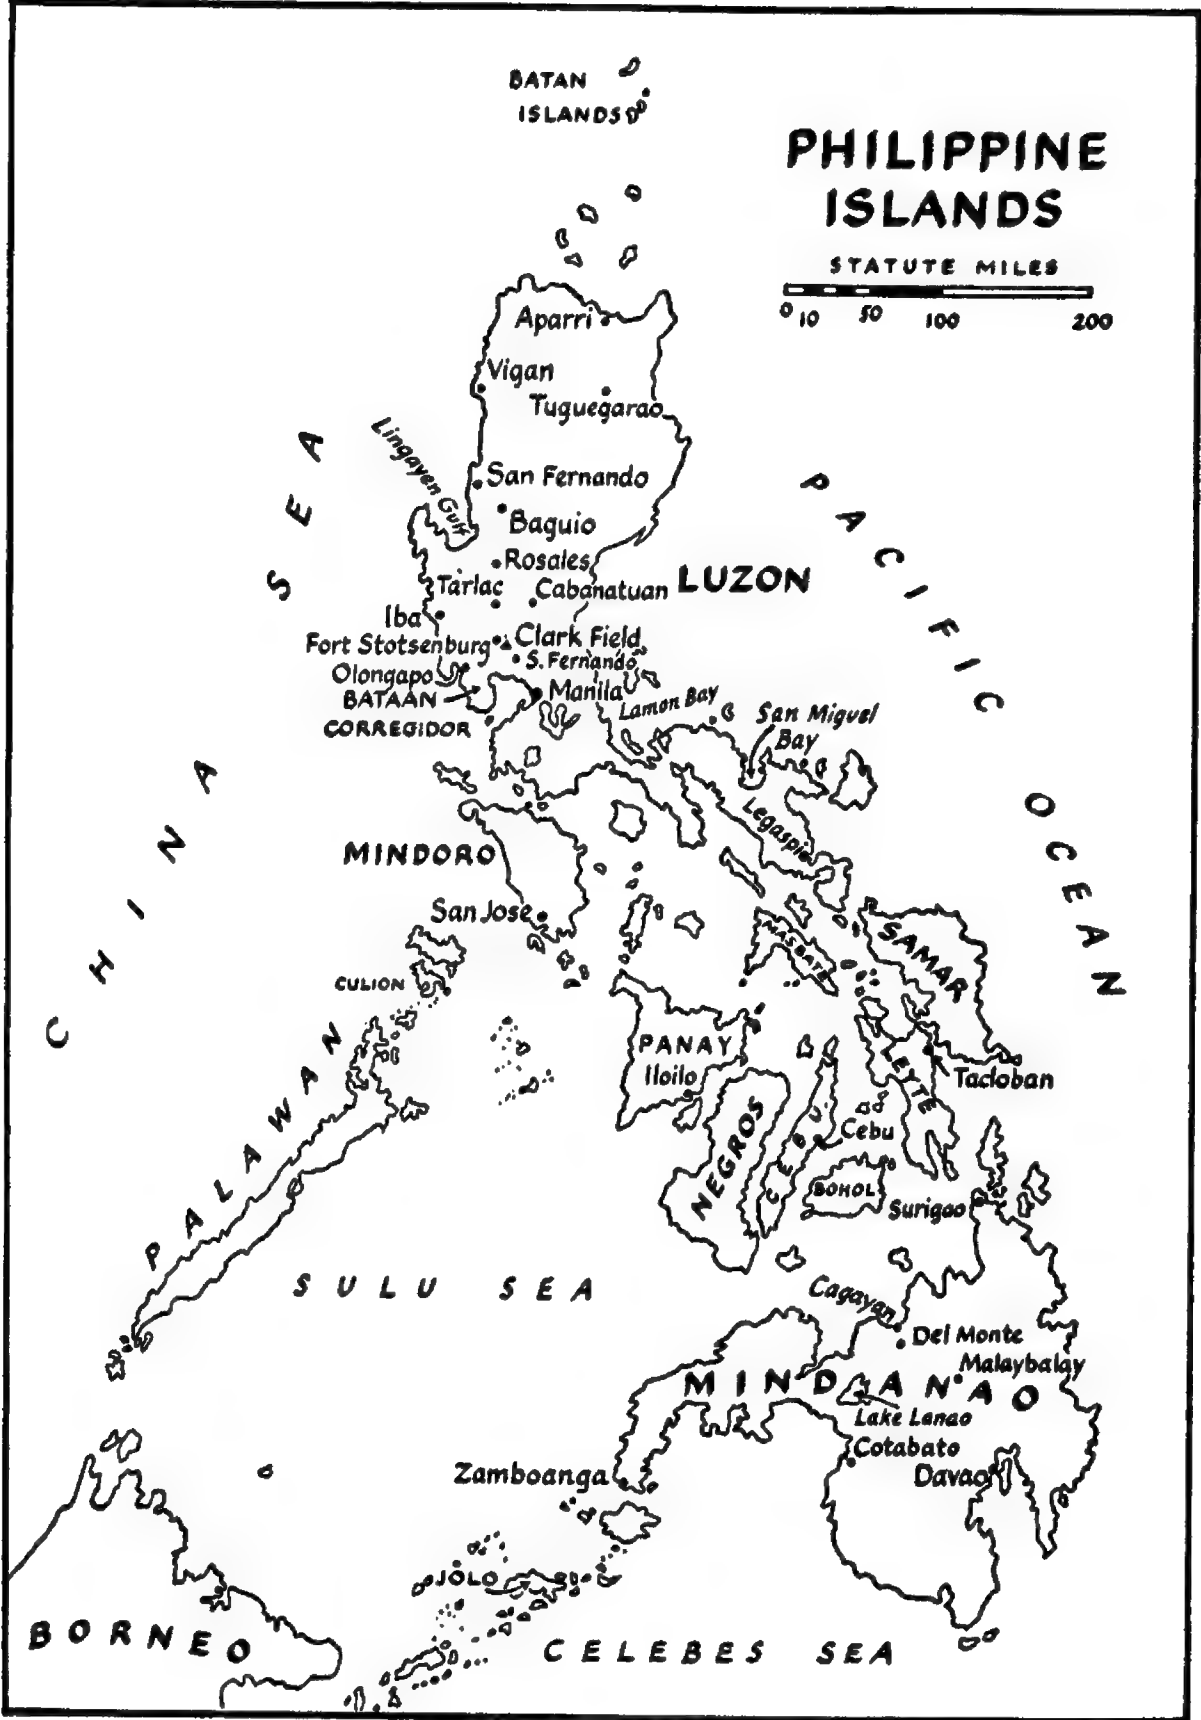 BATAN
ISLANDS
PHILIPPINE
ISLANDS
STATUTE MILES
0 10 50 100 200
Aparri
Vigan
Tuguegarao
Lingayen Gulf
San Fernando
Baguio
Rosales
LUZON
Tarlac
Cabanatuan
Iba
Fort Stotsenburg
Clark Field
S. Fernando
Olongapo
BATAAN
Manila
Lamon Bay
CORREGIDOR
San Miguel
Bay
CHINA SEA
PACIFIC OCEAN
Legaspi
MINDORO
San Jose
MASBATE
SAMAR
CULION
PANAY
Iloilo
LEYTE
Tacloban
PALAWAN
NEGROS
CEBU
Cebu
BOHOL
Surigao
SULU SEA
Cagayan
Del Monte
Malaybalay
MINDANAO
Lake Lanao
Cotabato
Davao
Zamboanga
JOLO
BORNEO
CELEBES SEA